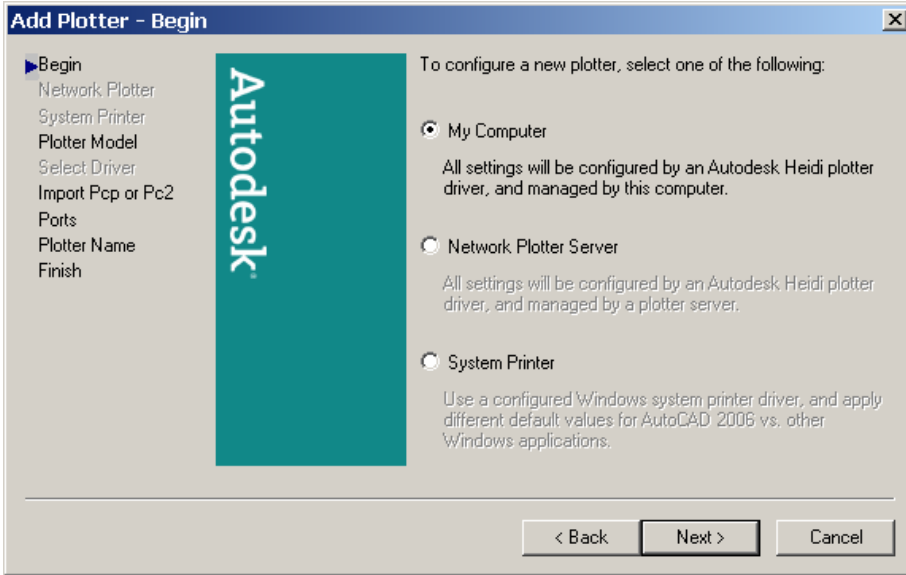 Add Plotter - Begin
Begin
Network Plotter
System Printer
Plotter Model
Select Driver
Import Pcp or Pc2
Ports
Plotter Name
Finish
Autodesk
To configure a new plotter, select one of the following:
My Computer
All settings will be configured by an Autodesk Heidi plotter
driver, and managed by this computer.
Network Plotter Server
All settings will be configured by an Autodesk Heidi plotter
driver, and managed by a plotter server.
System Printer
Use a configured Windows system printer driver, and apply
different default values for AutoCAD 2006 vs. other
Windows applications.
< Back
Next >
Cancel